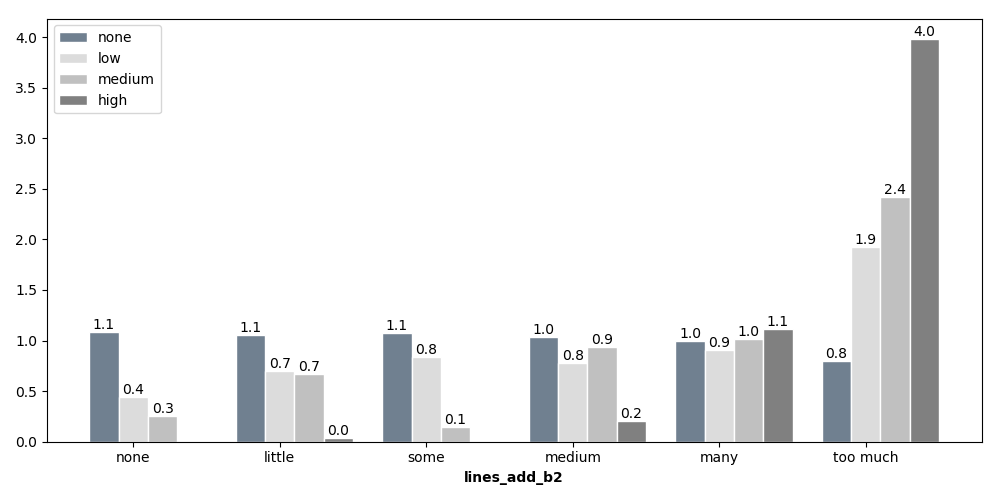 none
low
medium
high
4.0
3.5
3.0
2.5
2.0
1.5
1.0
0.5
0.0
1.1 0.4 0.3
1.1 0.7 0.7 0.0
1.1 0.8 0.1
1.0 0.8 0.9 0.2
1.0 0.9 1.0 1.1
0.8 1.9 2.4 4.0
none little some medium many too much
lines_add_b2